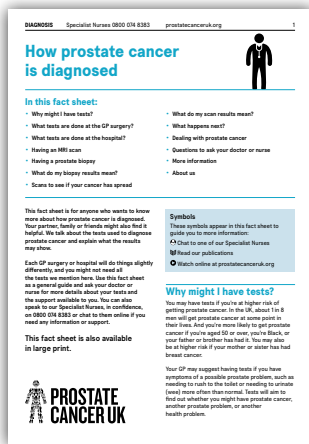 DIAGNOSIS Specialist Nurses 0800 074 8383 prostatecanceruk.org 1
How prostate cancer
is diagnosed
In this fact sheet:
• Why might I have tests?
• What tests are done at the GP surgery?
• What tests are done at the hospital?
• Having an MRI scan
• Having a prostate biopsy
• What do my biopsy results mean?
• Scans to see if your cancer has spread
• What do my scan results mean?
• What happens next?
• Dealing with prostate cancer
• Questions to ask your doctor or nurse
• More information
• About us
This fact sheet is for anyone who wants to know
more about how prostate cancer is diagnosed.
Your partner, family or friends might also find it
helpful. We talk about the tests used to diagnose
prostate cancer and explain what the results
may show.
Each GP surgery or hospital will do things slightly
differently, and you might not need all
the tests we mention here. Use this fact sheet
as a general guide and ask your doctor or
nurse for more details about your tests and
the support available to you. You can also
speak to our Specialist Nurses, in confidence,
on 0800 074 8383 or chat to them online if you
need any information or support.
This fact sheet is also available
in large print.
PROSTATE
CANCER UK
Symbols
These symbols appear in this fact sheet to
guide you to more information:
Chat to one of our Specialist Nurses
Read our publications
Watch online at prostatecanceruk.org
Why might I have tests?
You may have tests if you're at higher risk of
getting prostate cancer. In the UK, about 1 in 8
men will get prostate cancer at some point in
their lives. And you're more likely to get prostate
cancer if you're aged 50 or over, you're Black, or
your father or brother has had it. You may also
be at higher risk if your mother or sister has had
breast cancer.
Your GP may suggest having tests if you have
symptoms of a possible prostate problem, such as
needing to rush to the toilet or needing to urinate
(wee) more often than normal. Tests will aim to
find out whether you might have prostate cancer,
another prostate problem, or another
health problem.